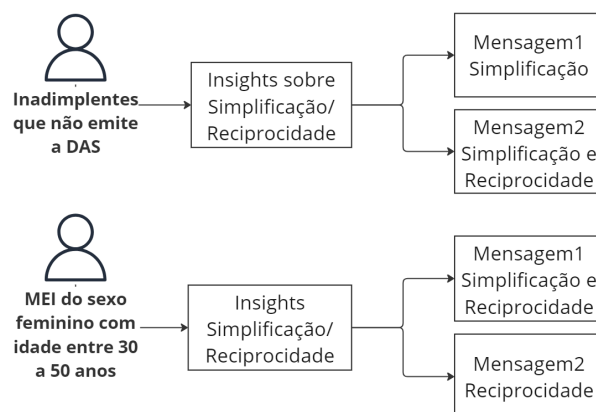 Inadimplentes
que não emite
a DAS
Insights sobre
Simplificação/
Reciprocidade
Mensagem1
Simplificação
Mensagem2
Simplificação e
Reciprocidade
MEI do sexo
feminino com
idade entre 30
a 50 anos
Insights
Simplificação/
Reciprocidade
Mensagem1
Simplificação e
Reciprocidade
Mensagem2
Reciprocidade